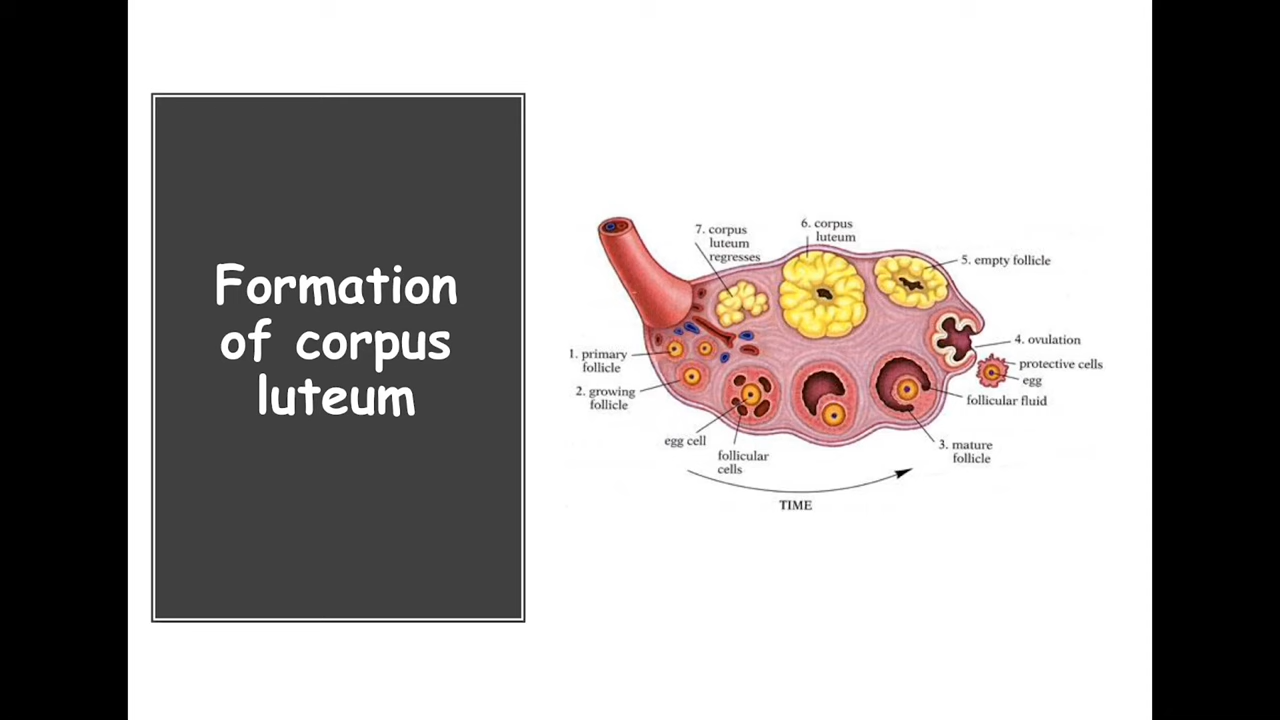 Formation
of corpus
luteum
7. corpus
luteum
regresses
6. corpus
luteum
5. empty follicle
4. ovulation
protective cells
egg
follicular fluid
3. mature
follicle
1. primary
follicle
2. growing
follicle
egg cell
follicular
cells
TIME